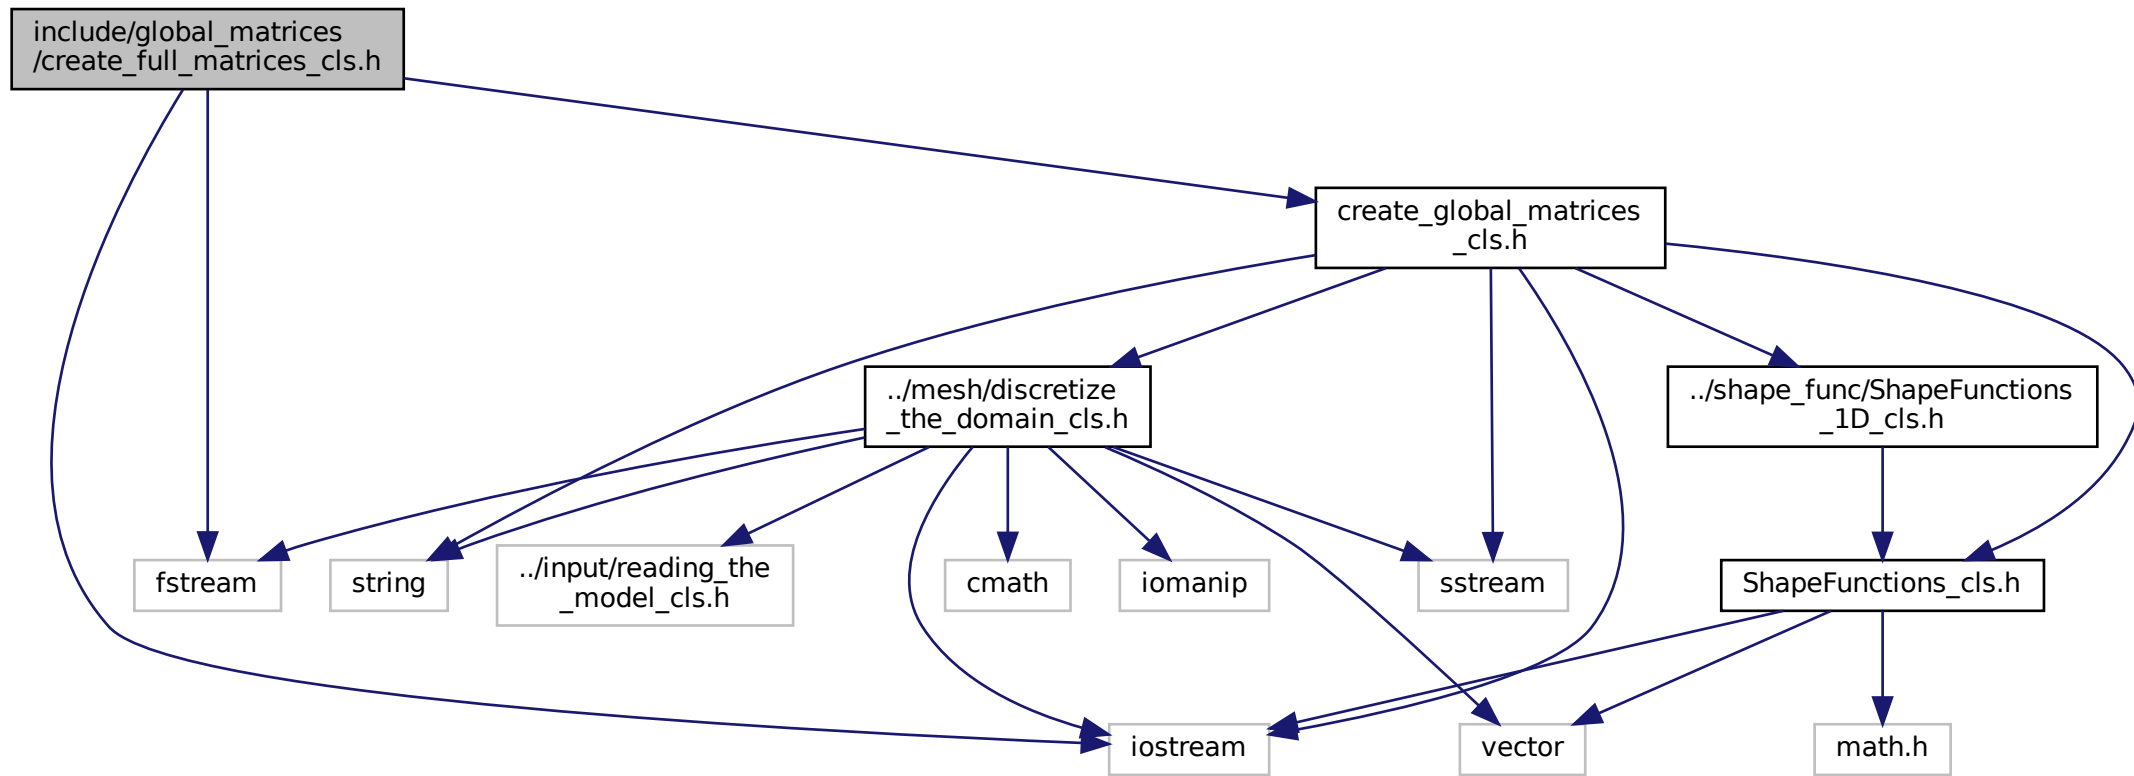 include/global_matrices
/create_full_matrices_cls.h
create_global_matrices
_cls.h
../mesh/discretize
_the_domain_cls.h
../shape_func/ShapeFunctions
_1D_cls.h
fstream
string
../input/reading_the
_model_cls.h
cmath
iomanip
sstream
ShapeFunctions_cls.h
iostream
vector
math.h